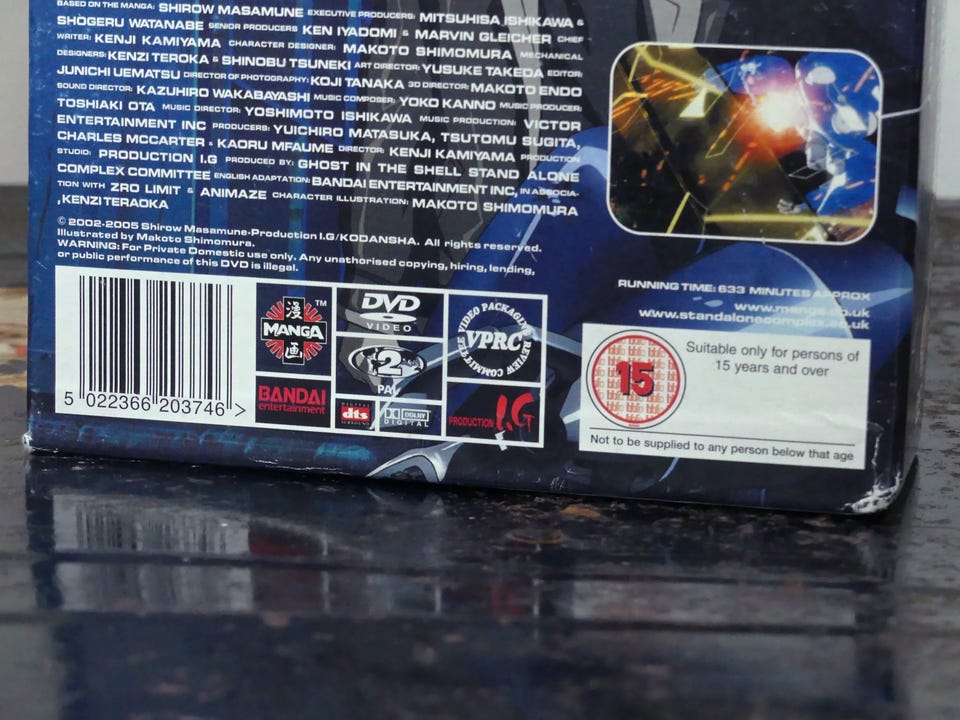 BASED ON THE MANGA: SHIROW MASAMUNE EXECUTIVE PRODUCERS: MITSUHISA ISHIKAWA &
SHŌGERU WATANABE SENIOR PRODUCERS KEN IYADOMI & MARVIN GLEICHER CHIEF
WRITER: KENJI KAMIYAMA CHARACTER DESIGNER: MAKOTO SHIMOMURA MECHANICAL
DESIGNERS: KENZI TEROKA & SHINOBU TSUNEKI ART DIRECTOR: YUSUKE TAKEDA EDITOR:
JUNICHI UEMATSU DIRECTOR OF PHOTOGRAPHY: KOJI TANAKA 3D DIRECTOR: MAKOTO ENDO
SOUND DIRECTOR: KAZUHIRO WAKABAYASHI MUSIC COMPOSER: YOKO KANNO MUSIC PRODUCER:
TOSHIAKI OTA MUSIC DIRECTOR: YOSHIMOTO ISHIKAWA MUSIC PRODUCTION: VICTOR
ENTERTAINMENT INC PRODUCERS: YUICHIRO MATASUKA, TSUTOMU SUGITA,
CHARLES MCCARTER & KAORU MFAUME DIRECTOR: KENJI KAMIYAMA PRODUCTION
STUDIO: PRODUCTION I.G PRODUCED BY: GHOST IN THE SHELL STAND ALONE
COMPLEX COMMITTEE ENGLISH ADAPTATION: BANDAI ENTERTAINMENT INC, IN ASSOCIA-
TION WITH ZRO LIMIT & ANIMAZE CHARACTER ILLUSTRATION: MAKOTO SHIMOMURA
,KENZI TERAOKA
© 2002-2005 Shirow Masamune-Production I.G/KODANSHA. All rights reserved.
Illustrated by Makoto Shimomura.
WARNING: For Private Domestic use only. Any unauthorised copying, hiring, lending,
or public performance of this DVD is illegal.
5 022366 203746 >
漫 TM
MANGA
画
BANDAI
entertainment
DVD
VIDEO
2
PAL
DIGITAL
dts
SURROUND
DOLBY
DIGITAL
VIDEO PACKAGING REVIEW COMMITTEE
VPRC
PRODUCTION I.G
RUNNING TIME: 633 MINUTES APPROX
www.manga.co.uk
www.standalonecomplex.co.uk
bbfc
15
Suitable only for persons of
15 years and over
Not to be supplied to any person below that age